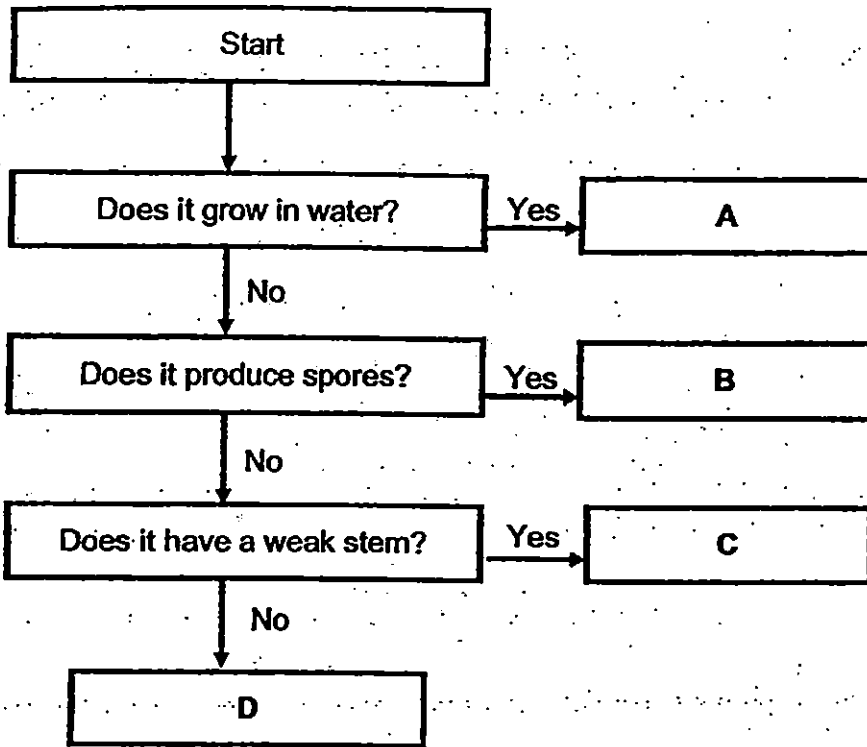 Start
Does it grow in water?
Yes
A
No
Does it produce spores?
Yes
B
No
Does it have a weak stem?
Yes
C
No
D